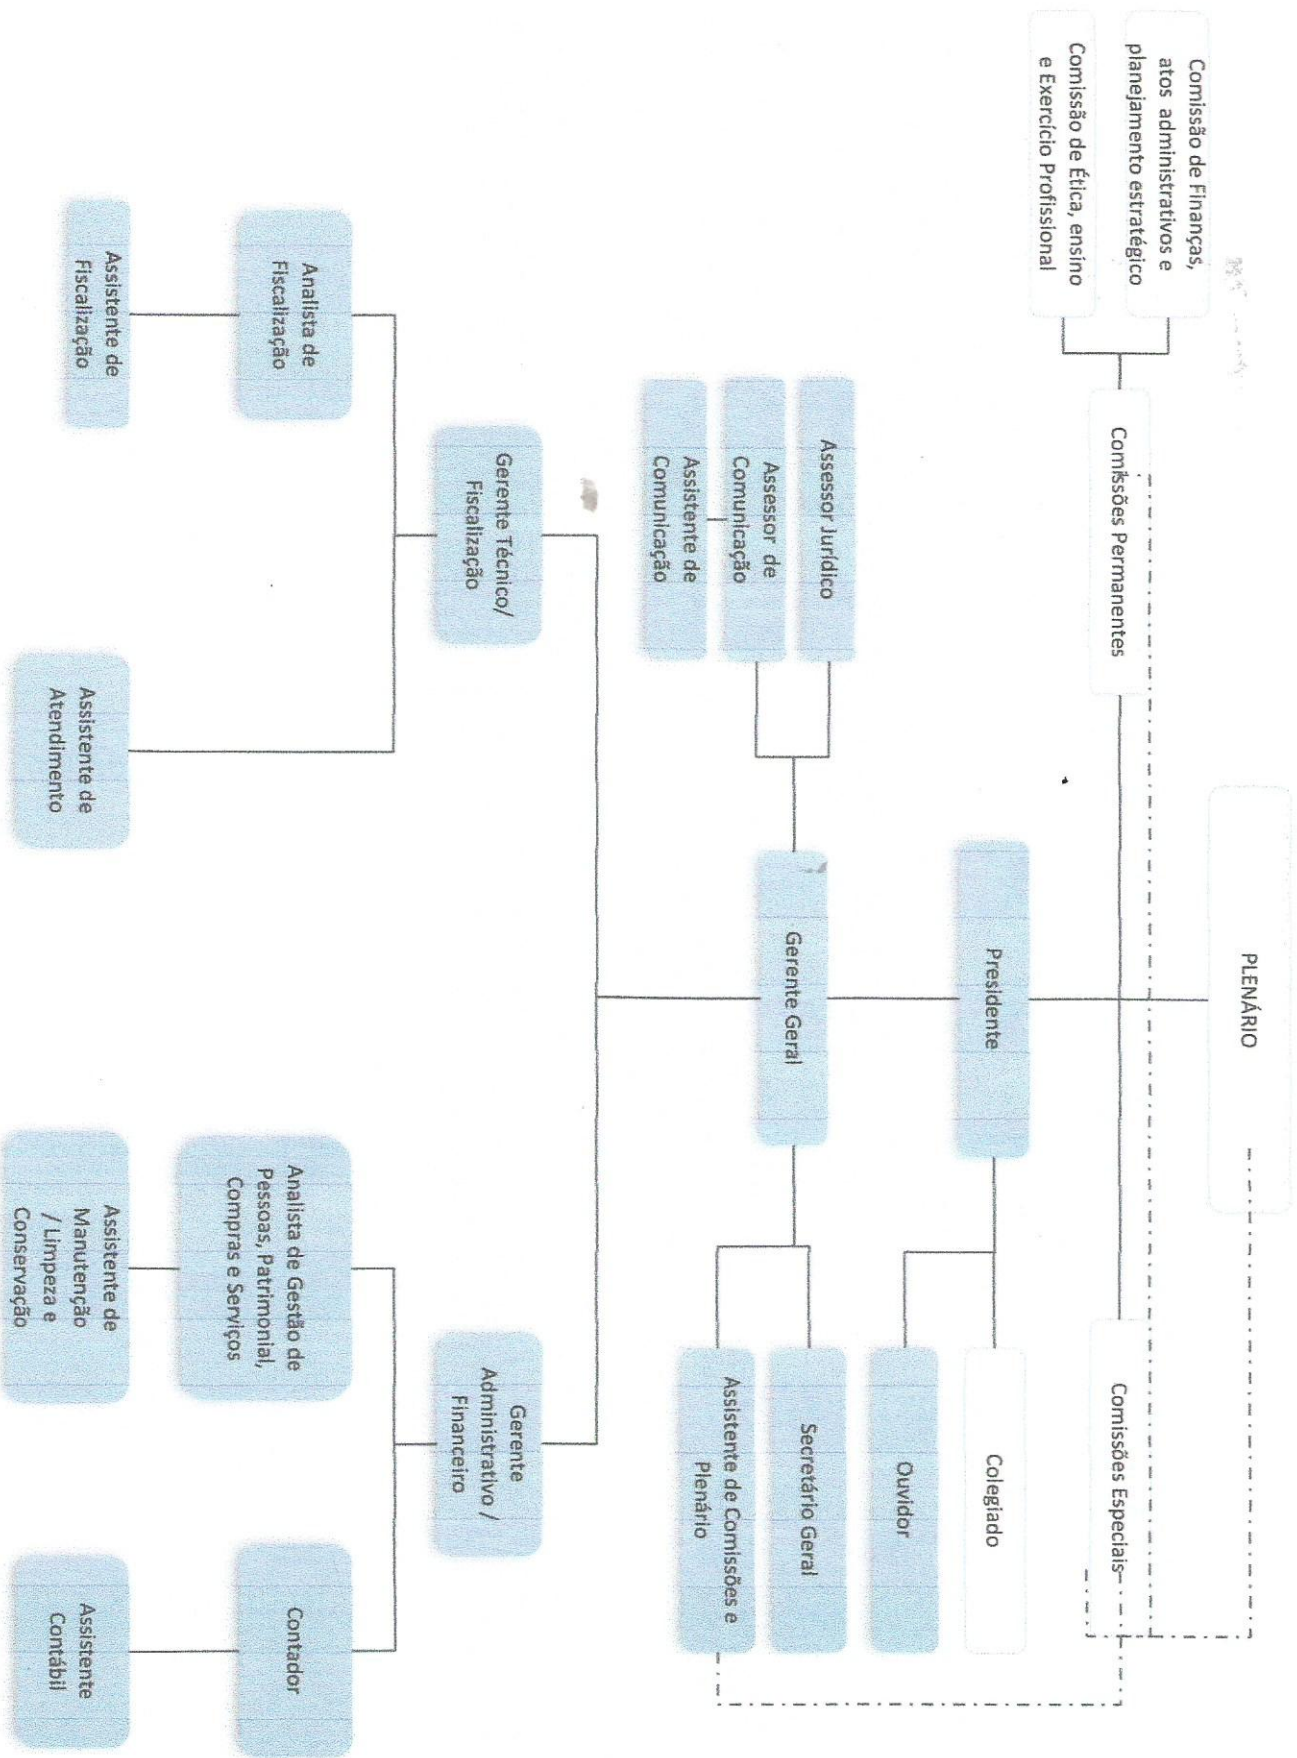 PLENÁRIO
Comissão de Finanças,
atos administrativos e
planejamento estratégico
Comissão de Ética, ensino
e Exercício Profissional
Comissões Permanentes
Comissões Especiais
Presidente
Colegiado
Ouvidor
Assessor Jurídico
Assessor de
Comunicação
Assistente de
Comunicação
Gerente Geral
Secretário Geral
Assistente de Comissões e
Plenário
Gerente Técnico/
Fiscalização
Gerente
Administrativo /
Financeiro
Analista de
Fiscalização
Assistente de
Fiscalização
Assistente de
Atendimento
Analista de Gestão de
Pessoas, Patrimonial,
Compras e Serviços
Assistente de
Manutenção
/ Limpeza e
Conservação
Contador
Assistente
Contábil